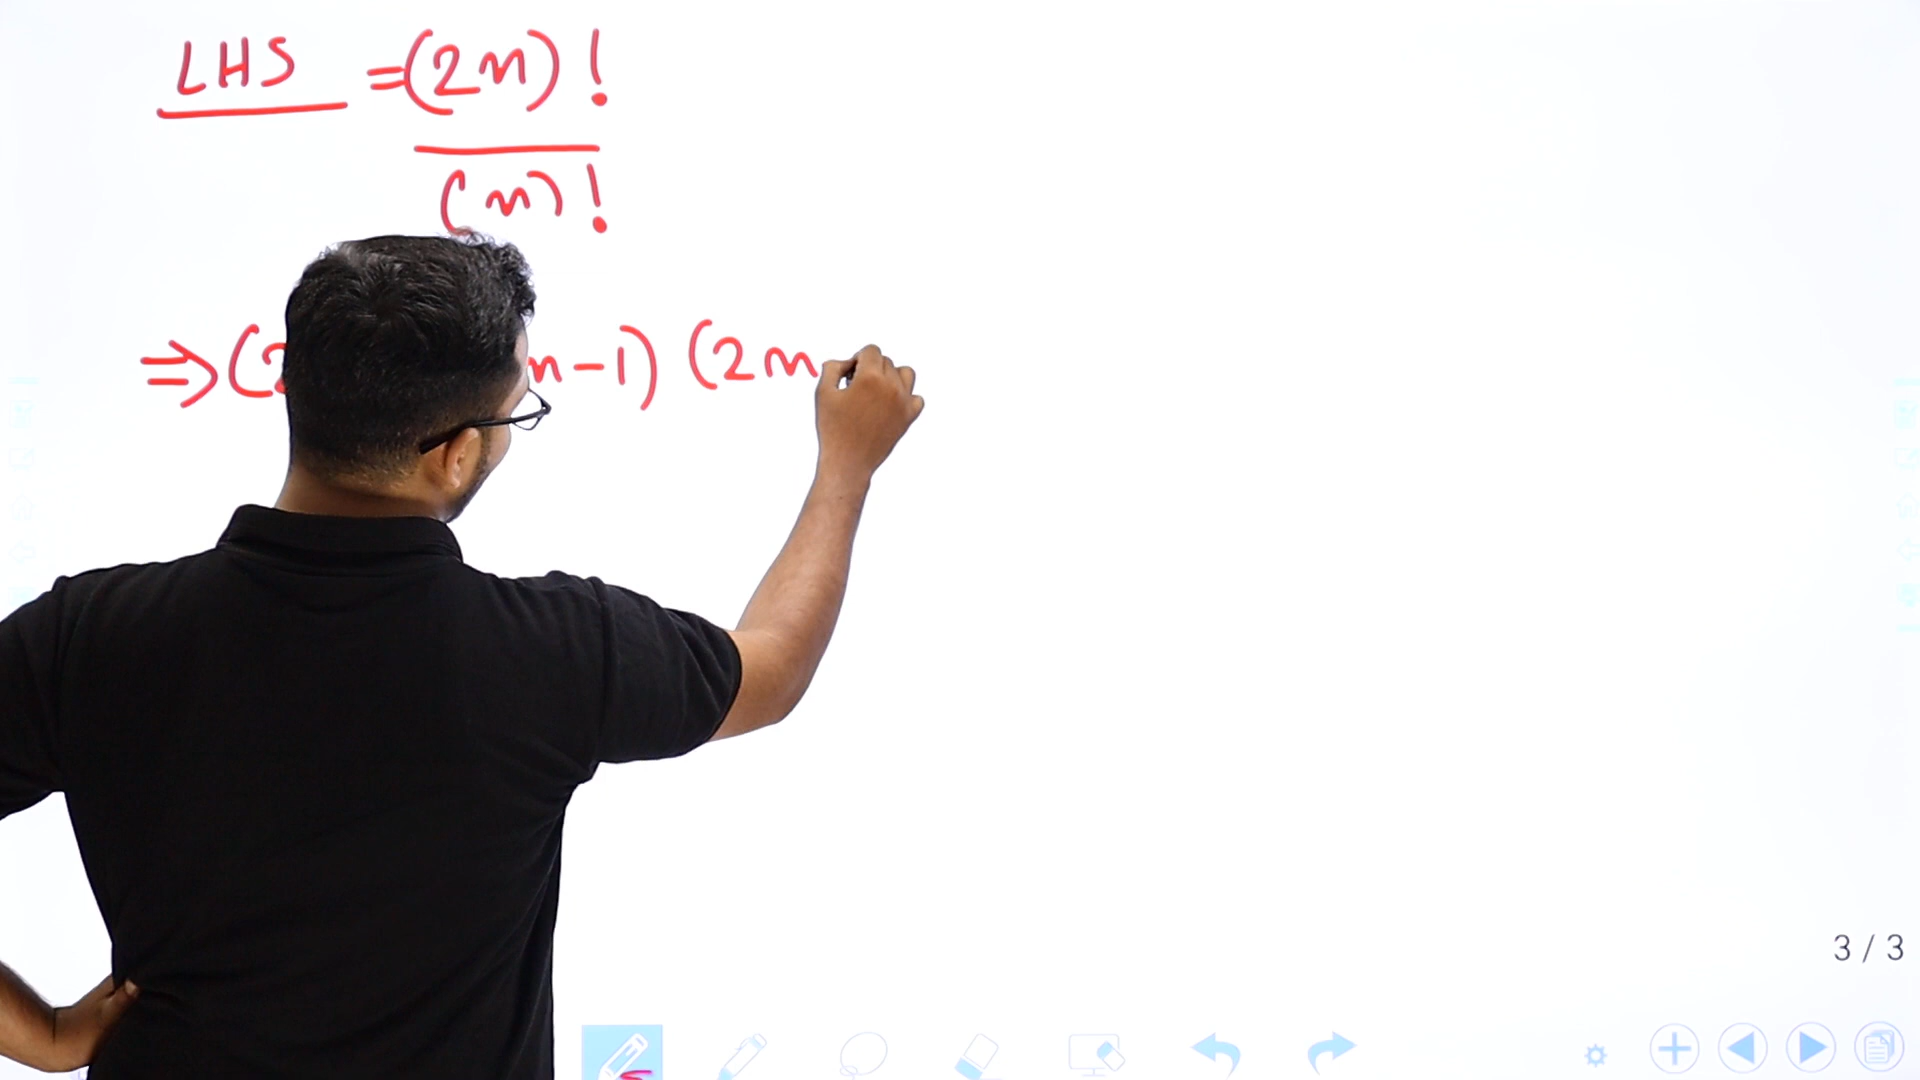 LHS = (2n)!
(n)!
⇒ (2 n-1) (2n
3 / 3